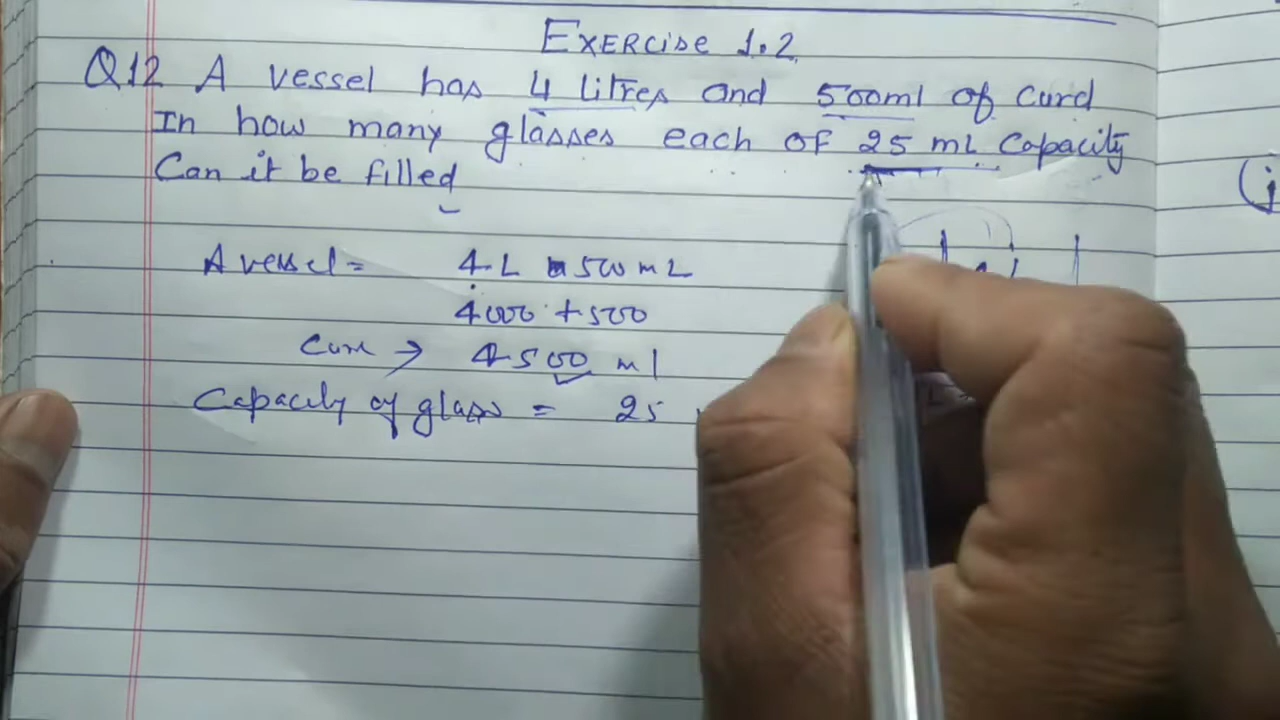 EXERCISE 1.2
Q12 A vessel has 4 litres and 500ml of curd
In how many glasses each of 25 mL capacity
Can it be filled
A vessel = 4 L 500 mL
4000 + 500
4500 ml
Capacity of glass = 25